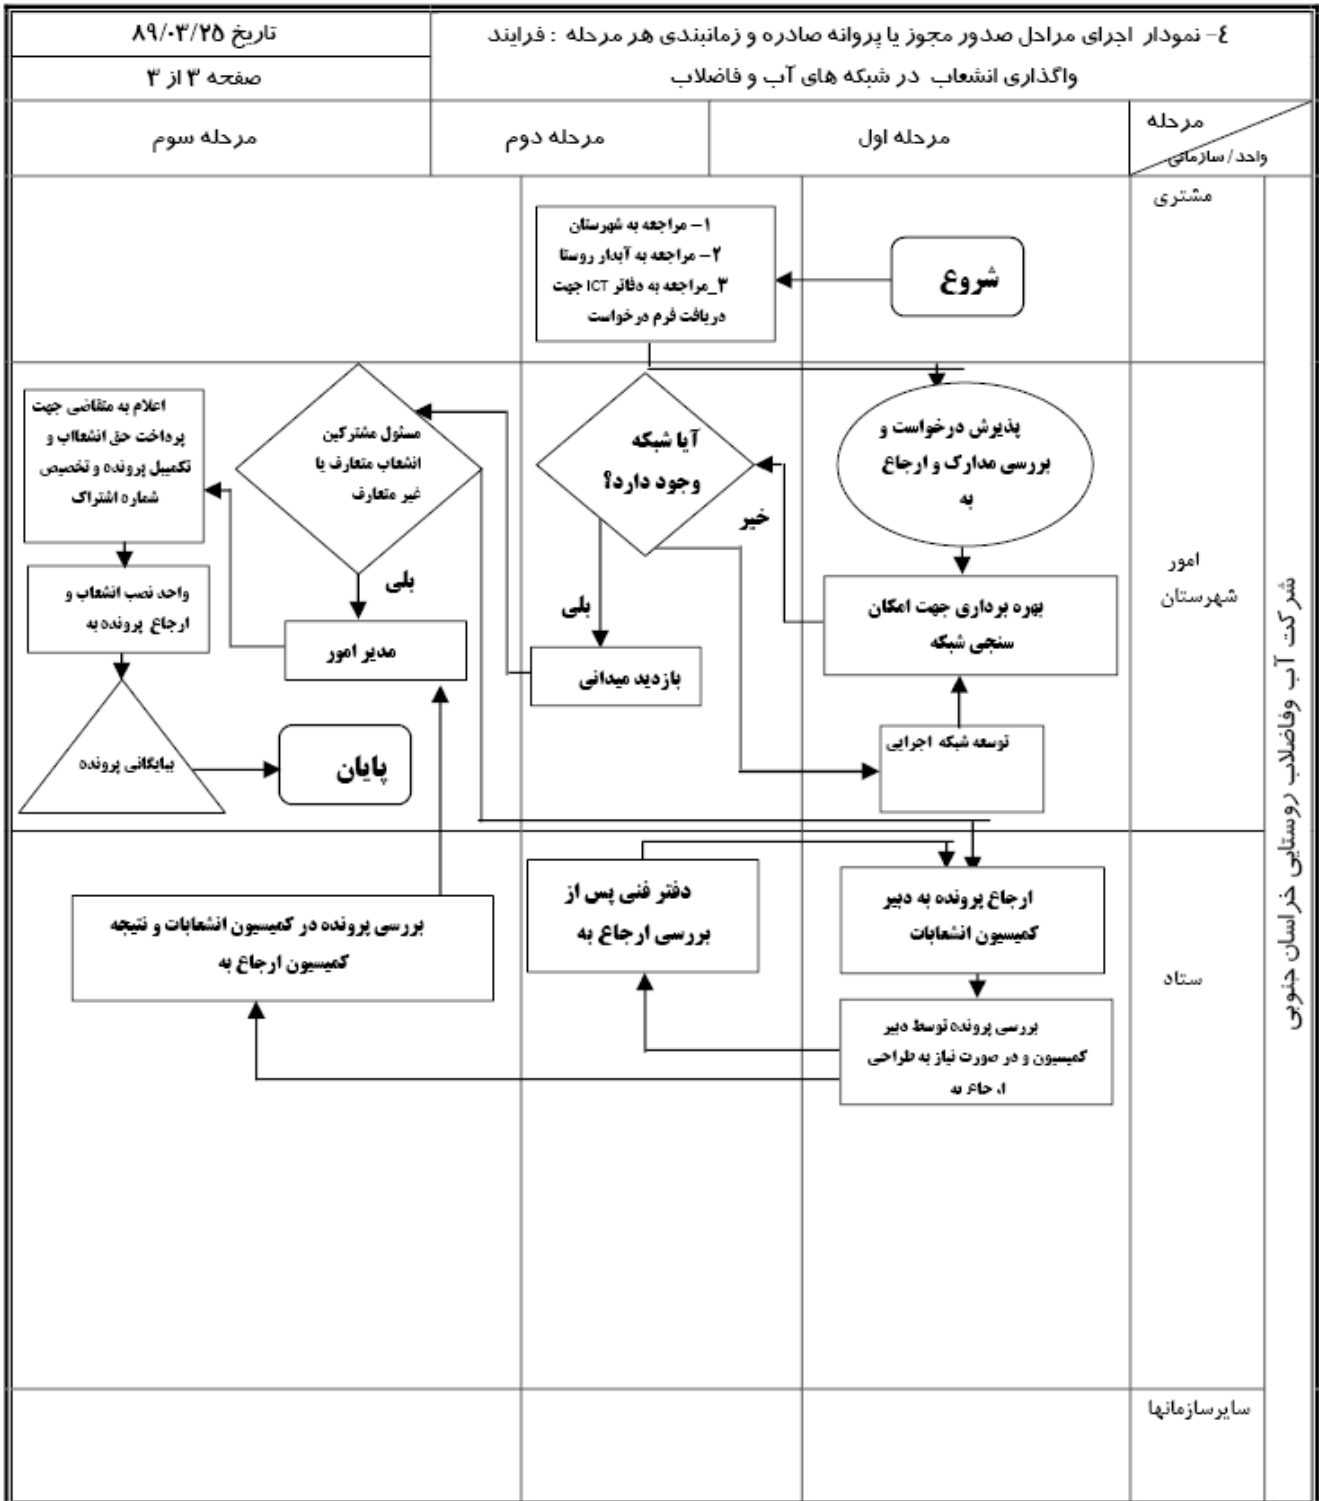 ٤- نمودار اجرای مراحل صدور مجوز یا پروانه صادره و زمانبندی هر مرحله : فرایند
واگذاری انشعاب در شبکه های آب و فاضلاب
تاریخ ۸۹/۰۳/۲۵
صفحه ۳ از ۳
مرحله
واحد/ سازمانی
مرحله اول
مرحله دوم
مرحله سوم
شرکت آب وفاضلاب روستایی خراسان جنوبی
مشتری
شروع
۱- مراجعه به شهرستان
۲- مراجعه به آبدار روستا
۳_مراجعه به دفاتر ICT جهت
دریافت فرم درخواست
امور
شهرستان
پذیرش درخواست و
بررسی مدارک و ارجاع
به
بهره برداری جهت امکان
سنجی شبکه
توسعه شبکه اجرایی
آیا شبکه
وجود دارد؟
خیر
بلی
بازدید میدانی
مسئول مشترکین
انشعاب متعارف یا
غیر متعارف
بلی
مدیر امور
اعلام به متقاضی جهت
پرداخت حق انشعااب و
تکمییل پرونده و تخصیص
شماره اشتراک
واحد نصب انشعاب و
ارجاع پرونده به
بیایگانی پرونده
پایان
ستاد
ارجاع پرونده به دبیر
کمیسیون انشعابات
بررسی پرونده توسط دبیر
کمیسیون و در صورت نیاز به طراحی
ارجاع به
دفتر فنی پس از
بررسی ارجاع به
بررسی پرونده در کمیسیون انشعابات و نتیجه
کمیسیون ارجاع به
سایرسازمانها